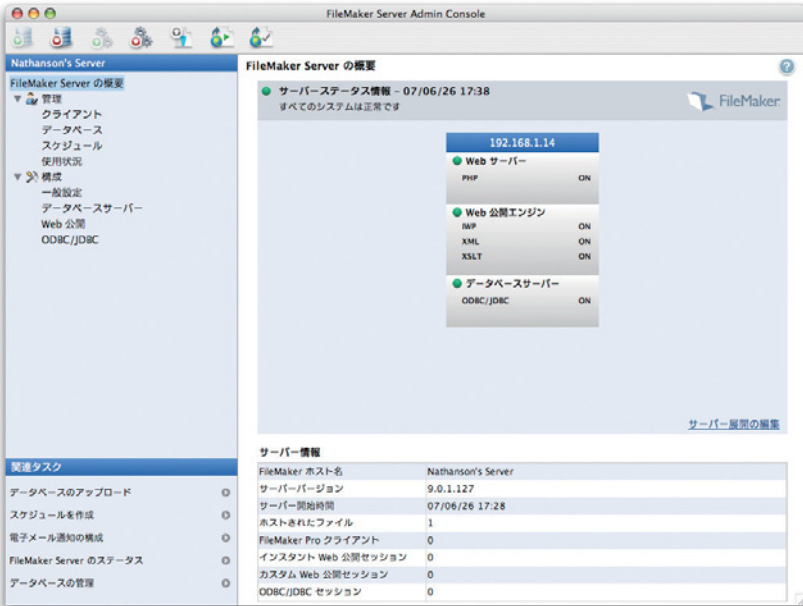 FileMaker Server Admin Console
Nathanson's Server
FileMaker Server の概要
管理
クライアント
データベース
スケジュール
使用状況
構成
一般設定
データベースサーバー
Web 公開
ODBC/JDBC
関連タスク
データベースのアップロード
スケジュールを作成
電子メール通知の構成
FileMaker Server のステータス
データベースの管理
FileMaker Server の概要
?
サーバーステータス情報 – 07/06/26 17:38
すべてのシステムは正常です
FileMaker.
192.168.1.14
Web サーバー
PHP ON
Web 公開エンジン
IWP ON
XML ON
XSLT ON
データベースサーバー
ODBC/JDBC ON
サーバー展開の編集
サーバー情報
FileMaker ホスト名 Nathanson's Server
サーバーバージョン 9.0.1.127
サーバー開始時間 07/06/26 17:28
ホストされたファイル 1
FileMaker Pro クライアント 0
インスタント Web 公開セッション 0
カスタム Web 公開セッション 0
ODBC/JDBC セッション 0